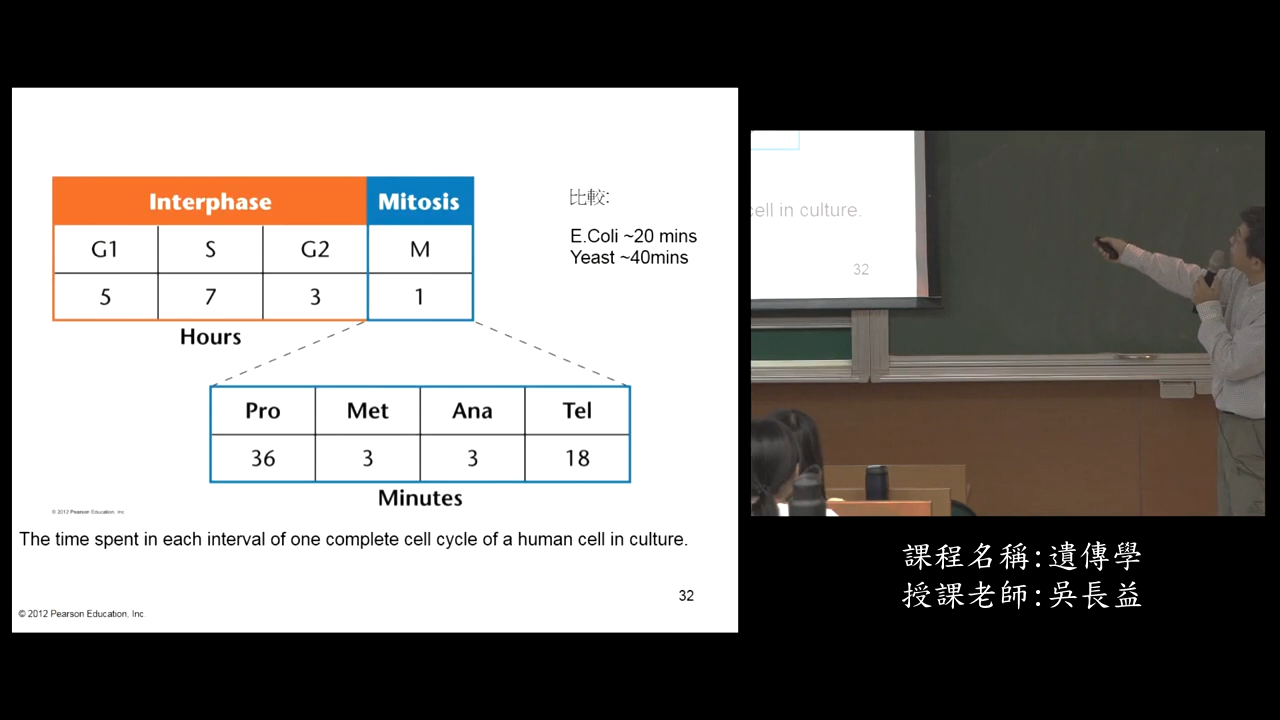 Interphase Mitosis
G1 S G2 M
5 7 3 1
Hours
比較:
E.Coli ~20 mins
Yeast ~40mins
Pro Met Ana Tel
36 3 3 18
Minutes
© 2012 Pearson Education, Inc.
The time spent in each interval of one complete cell cycle of a human cell in culture.
32
© 2012 Pearson Education, Inc.
cell in culture.
32
課程名稱:遺傳學
授課老師:吳長益